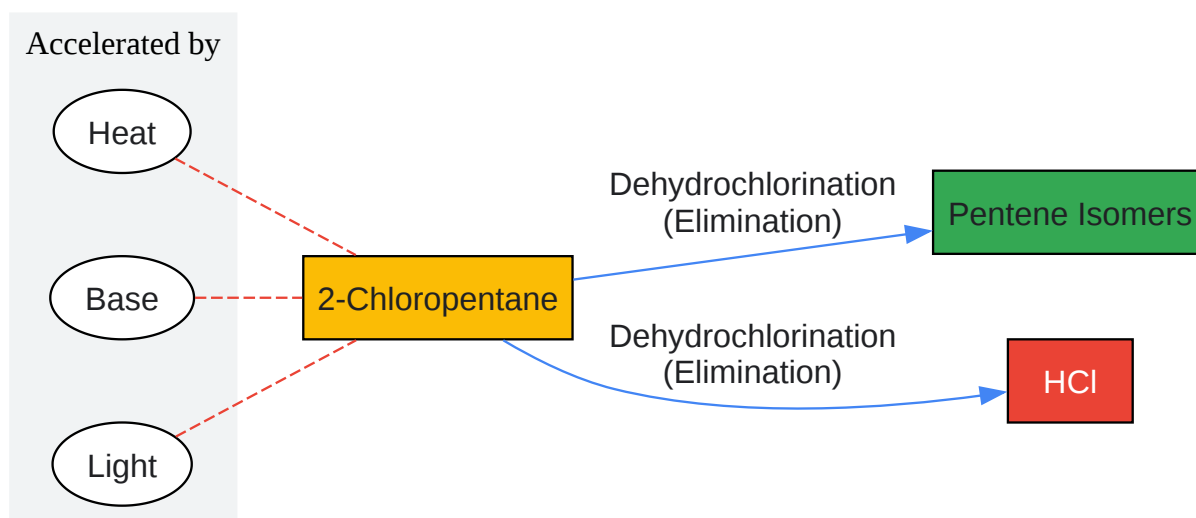 Accelerated by
Heat
Base
Light
2-Chloropentane
Dehydrochlorination
(Elimination)
Dehydrochlorination
(Elimination)
Pentene Isomers
HCl